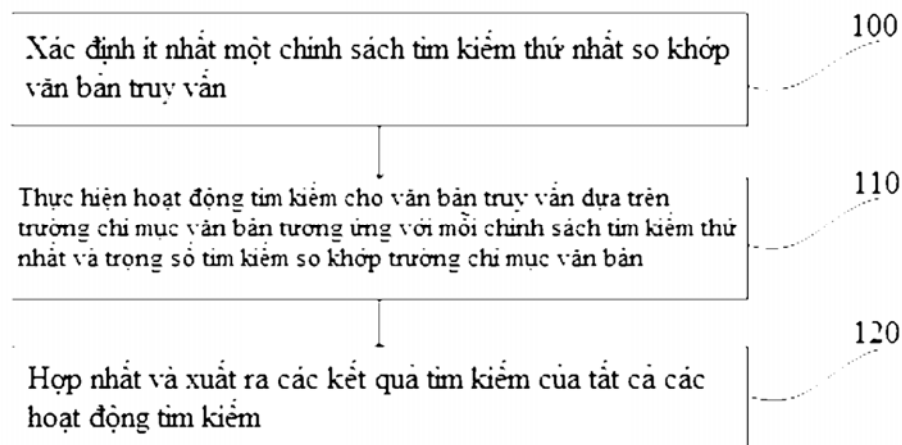 100
Xác định ít nhất một chính sách tìm kiếm thứ nhất so khớp
văn bản truy vấn
110
Thực hiện hoạt động tìm kiếm cho văn bản truy vấn dựa trên
trường chỉ mục văn bản tương ứng với mỗi chính sách tìm kiếm thứ
nhất và trọng số tìm kiếm so khớp trường chỉ mục văn bản
120
Hợp nhất và xuất ra các kết quả tìm kiếm của tất cả các
hoạt động tìm kiếm